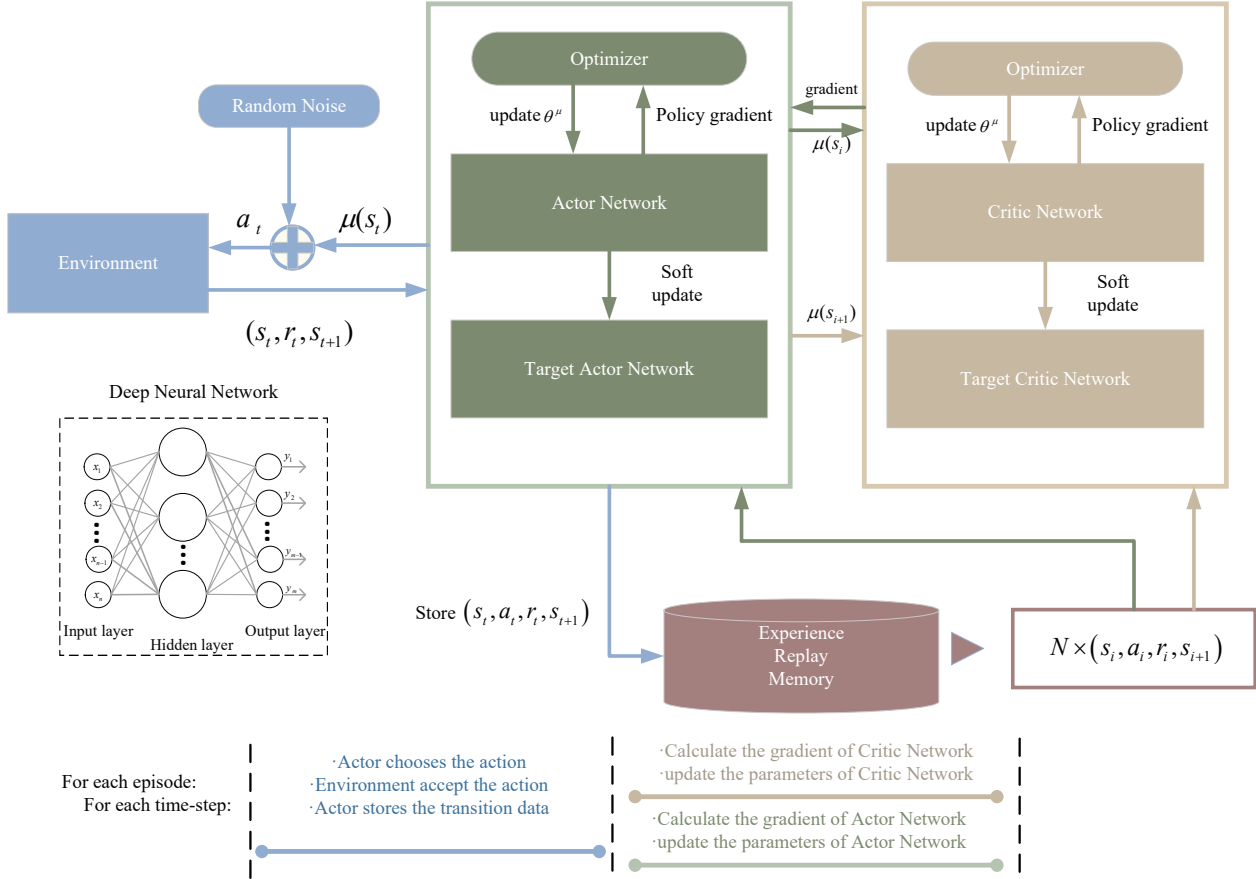 Optimizer
Optimizer
Random Noise
gradient
update θ^μ
Policy gradient
update θ^μ
Policy gradient
μ(s_i)
Actor Network
Critic Network
a_t
μ(s_t)
Environment
Soft
update
Soft
update
(s_t, r_t, s_{t+1})
μ(s_{i+1})
Target Actor Network
Target Critic Network
Deep Neural Network
x_1
y_1
x_2
y_2
x_{n-1}
y_{m-1}
x_n
y_m
Input layer
Hidden layer
Output layer
Store (s_t, a_t, r_t, s_{t+1})
Experience
Replay
Memory
N×(s_i, a_i, r_i, s_{i+1})
For each episode:
For each time-step:
·Actor chooses the action
·Environment accept the action
·Actor stores the transition data
·Calculate the gradient of Critic Network
·update the parameters of Critic Network
·Calculate the gradient of Actor Network
·update the parameters of Actor Network